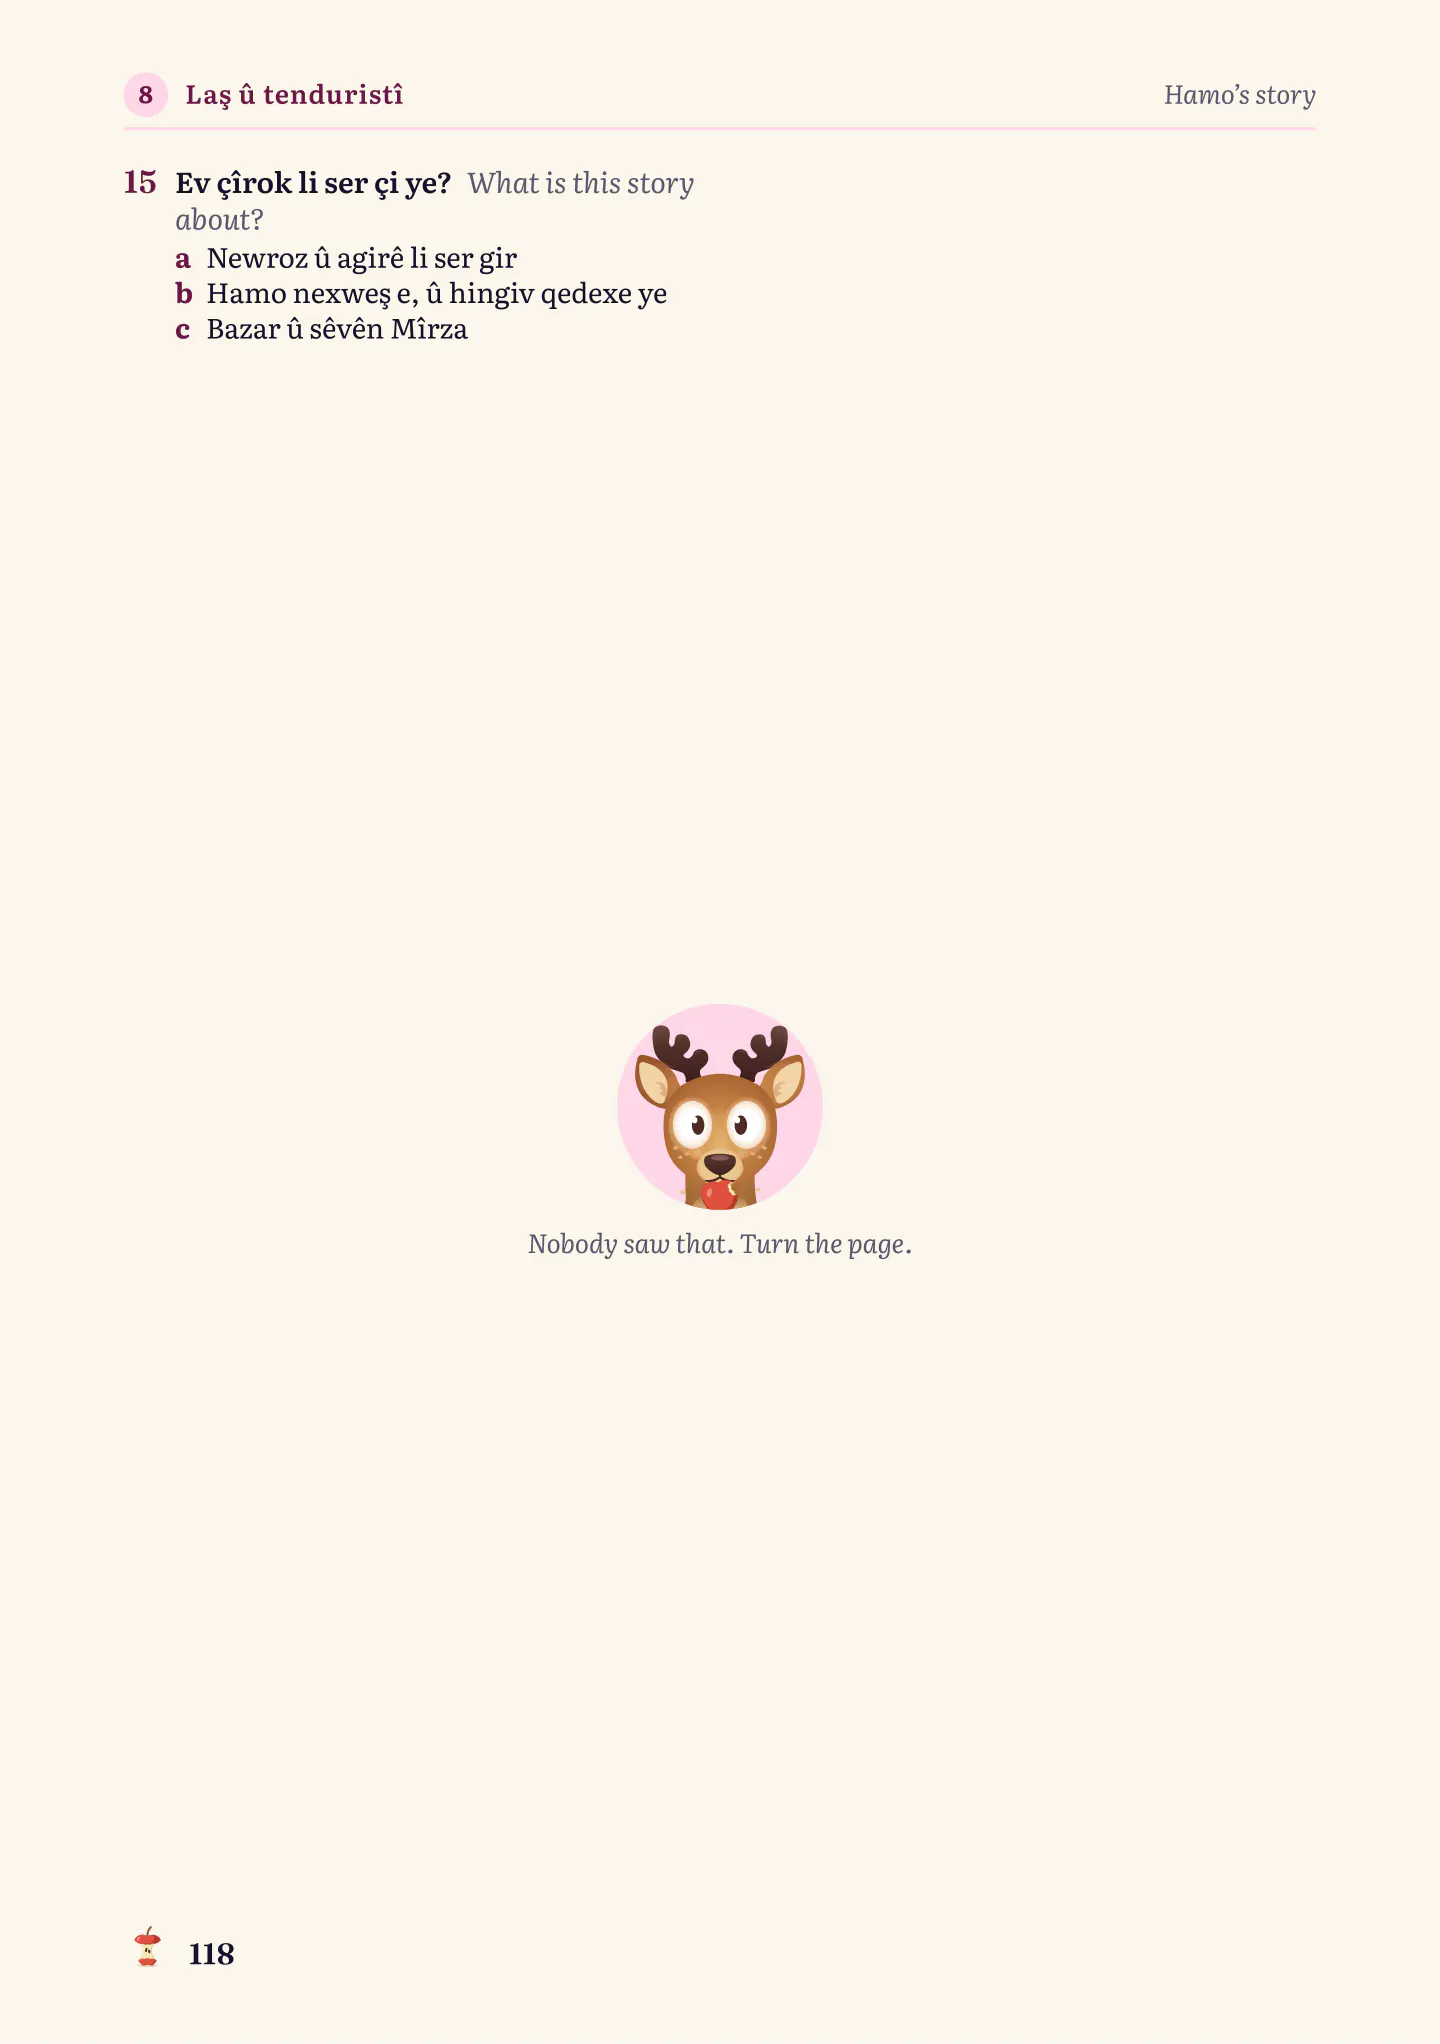 8 Laş û tenduristî
Hamo’s story
15 Ev çîrok li ser çi ye? What is this story
about?
a Newroz û agirê li ser gir
b Hamo nexweş e, û hingiv qedexe ye
c Bazar û sêvên Mîrza
Nobody saw that. Turn the page.
118